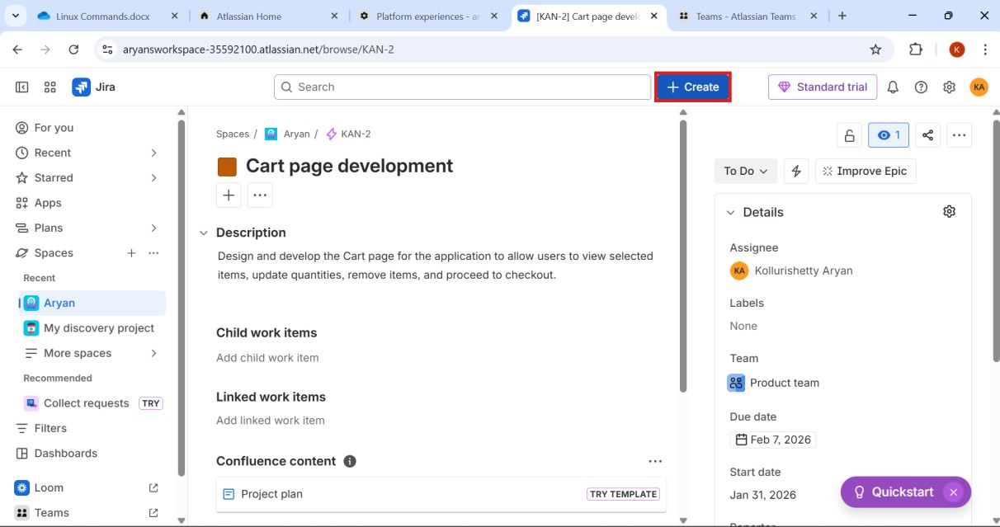 Linux Commands.docx
Atlassian Home
Platform experiences - an
[KAN-2] Cart page develo
Teams - Atlassian Teams
aryansworkspace-35592100.atlassian.net/browse/KAN-2
K
Jira
Search
+ Create
Standard trial
KA
For you
Recent
Starred
Apps
Plans
Spaces
Recent
Aryan
My discovery project
More spaces
Recommended
Collect requests TRY
Filters
Dashboards
Loom
Teams
Spaces / Aryan / KAN-2
Cart page development
Description
Design and develop the Cart page for the application to allow users to view selected
items, update quantities, remove items, and proceed to checkout.
Child work items
Add child work item
Linked work items
Add linked work item
Confluence content
Project plan TRY TEMPLATE
1
To Do
Improve Epic
Details
Assignee
KA Kollurishetty Aryan
Labels
None
Team
Product team
Due date
Feb 7, 2026
Start date
Jan 31, 2026
Quickstart